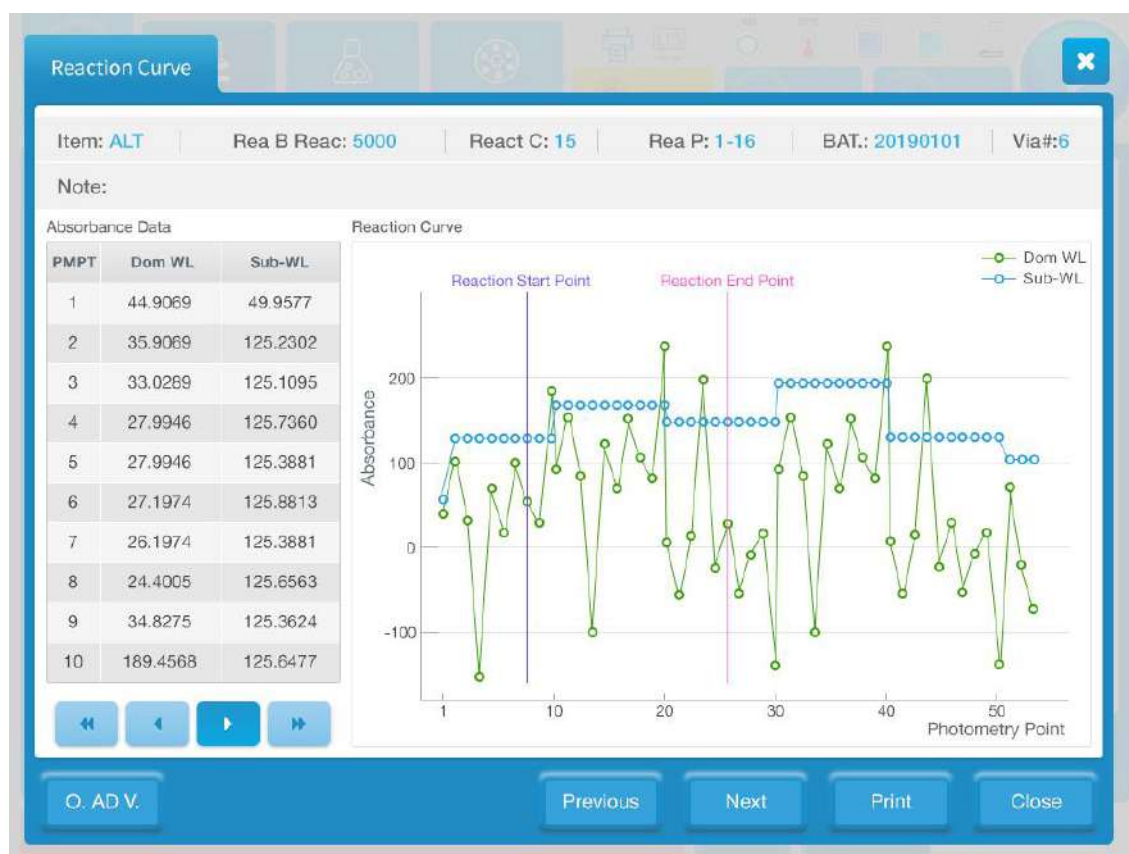 Reaction Curve
Item: ALT Rea B Reac: 5000 React C: 15 Rea P: 1-16 BAT.: 20190101 Via#:6
Note:
Absorbance Data
PMPT Dom WL Sub-WL
1 44.9069 49.9577
2 35.9069 125.2302
3 33.0289 125.1095
4 27.9946 125.7360
5 27.9946 125.3881
6 27.1974 125.8813
7 26.1974 125.3881
8 24.4005 125.6563
9 34.8275 125.3624
10 189.4568 125.6477
Reaction Curve
Dom WL
Sub-WL
Reaction Start Point Reaction End Point
Absorbance
200
100
0
-100
1 10 20 30 40 50
Photometry Point
O. AD V. Previous Next Print Close